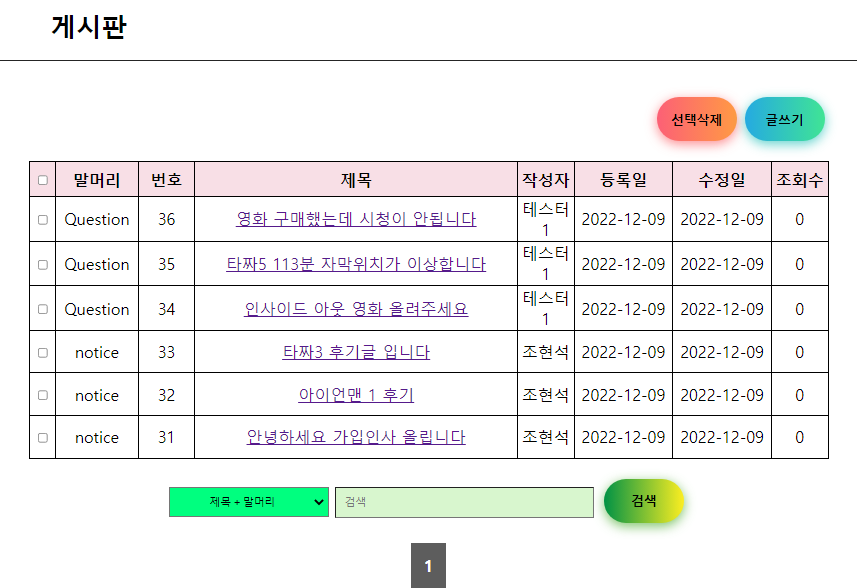 게시판
선택삭제 글쓰기
말머리 번호 제목 작성자 등록일 수정일 조회수
Question 36 영화 구매했는데 시청이 안됩니다 테스터1 2022-12-09 2022-12-09 0
Question 35 타짜5 113분 자막위치가 이상합니다 테스터1 2022-12-09 2022-12-09 0
Question 34 인사이드 아웃 영화 올려주세요 테스터1 2022-12-09 2022-12-09 0
notice 33 타짜3 후기글 입니다 조현석 2022-12-09 2022-12-09 0
notice 32 아이언맨 1 후기 조현석 2022-12-09 2022-12-09 0
notice 31 안녕하세요 가입인사 올립니다 조현석 2022-12-09 2022-12-09 0
제목 + 말머리 검색 검색
1